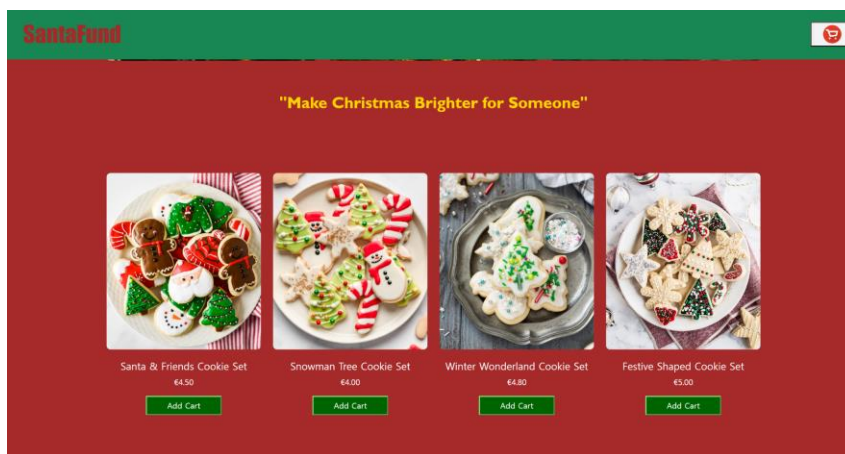 SantaFund
"Make Christmas Brighter for Someone"
Santa & Friends Cookie Set
€4.50
Add Cart
Snowman Tree Cookie Set
€4.00
Add Cart
Winter Wonderland Cookie Set
€4.80
Add Cart
Festive Shaped Cookie Set
€5.00
Add Cart